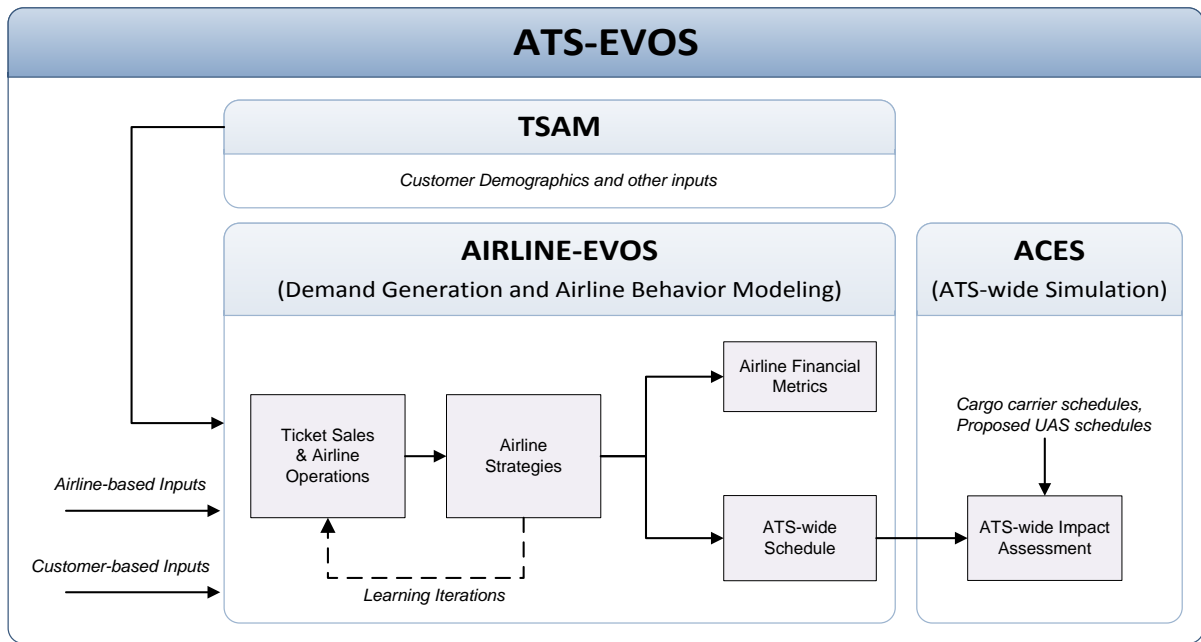 ATS-EVOS
TSAM
Customer Demographics and other inputs
AIRLINE-EVOS
(Demand Generation and Airline Behavior Modeling)
ACES
(ATS-wide Simulation)
Airline Financial
Metrics
Cargo carrier schedules,
Proposed UAS schedules
Ticket Sales
& Airline
Operations
Airline
Strategies
Airline-based Inputs
ATS-wide
Schedule
ATS-wide Impact
Assessment
Customer-based Inputs
Learning Iterations